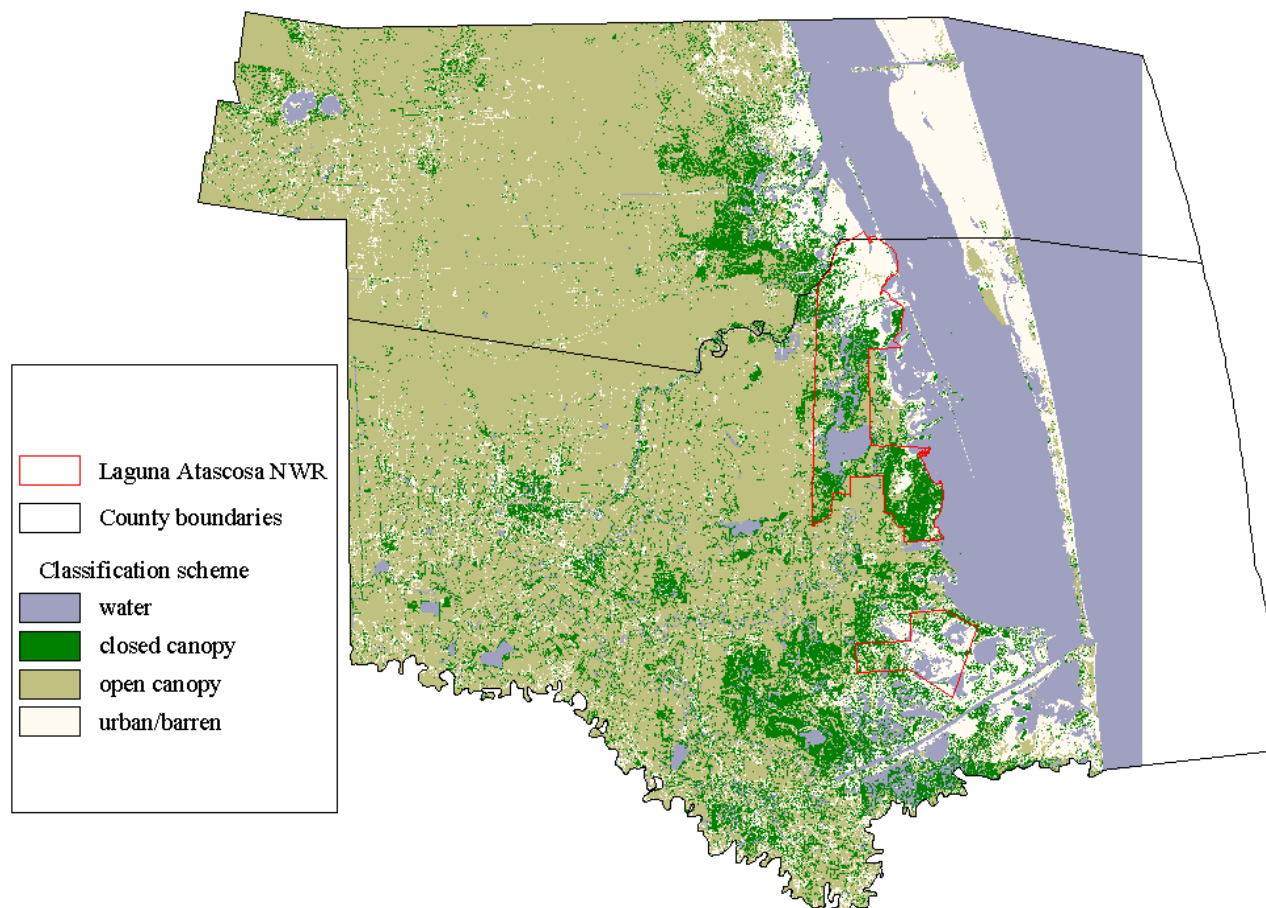 Laguna Atascosa NWR
County boundaries
Classification scheme
water
closed canopy
open canopy
urban/barren